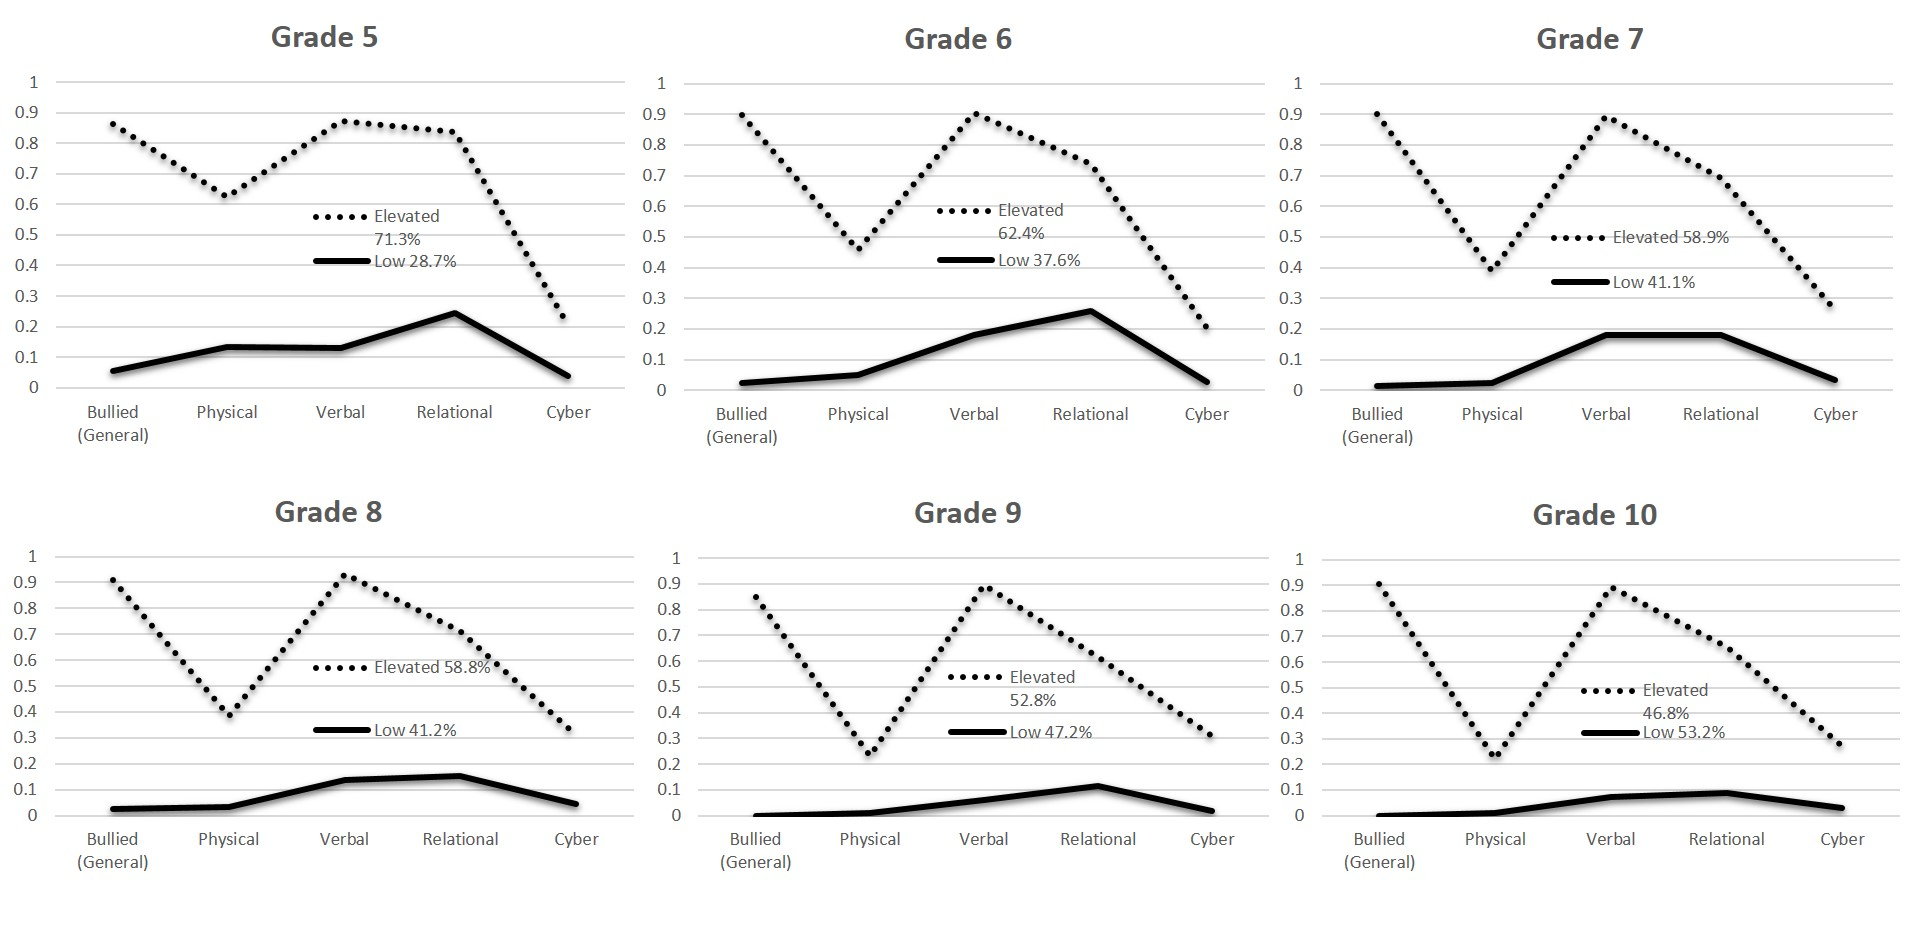 Grade 5
1
0.9
0.8
0.7
0.6
0.5
0.4
0.3
0.2
0.1
0
Elevated
71.3%
Low 28.7%
Bullied Physical Verbal Relational Cyber
(General)
Grade 6
1
0.9
0.8
0.7
0.6
0.5
0.4
0.3
0.2
0.1
0
Elevated
62.4%
Low 37.6%
Bullied Physical Verbal Relational Cyber
(General)
Grade 7
1
0.9
0.8
0.7
0.6
0.5
0.4
0.3
0.2
0.1
0
Elevated 58.9%
Low 41.1%
Bullied Physical Verbal Relational Cyber
(General)
Grade 8
1
0.9
0.8
0.7
0.6
0.5
0.4
0.3
0.2
0.1
0
Elevated 58.8%
Low 41.2%
Bullied Physical Verbal Relational Cyber
(General)
Grade 9
1
0.9
0.8
0.7
0.6
0.5
0.4
0.3
0.2
0.1
0
Elevated
52.8%
Low 47.2%
Bullied Physical Verbal Relational Cyber
(General)
Grade 10
1
0.9
0.8
0.7
0.6
0.5
0.4
0.3
0.2
0.1
0
Elevated
46.8%
Low 53.2%
Bullied Physical Verbal Relational Cyber
(General)